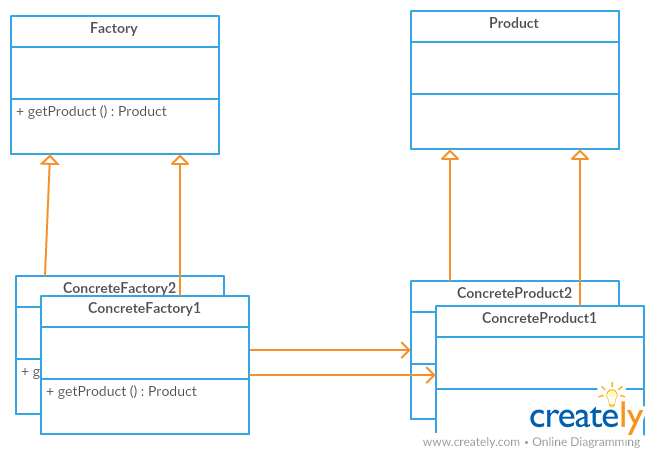 Factory
+ getProduct () : Product
Product
ConcreteFactory2
+ g
ConcreteFactory1
+ getProduct () : Product
ConcreteProduct2
ConcreteProduct1
creately
www.creately.com • Online Diagramming